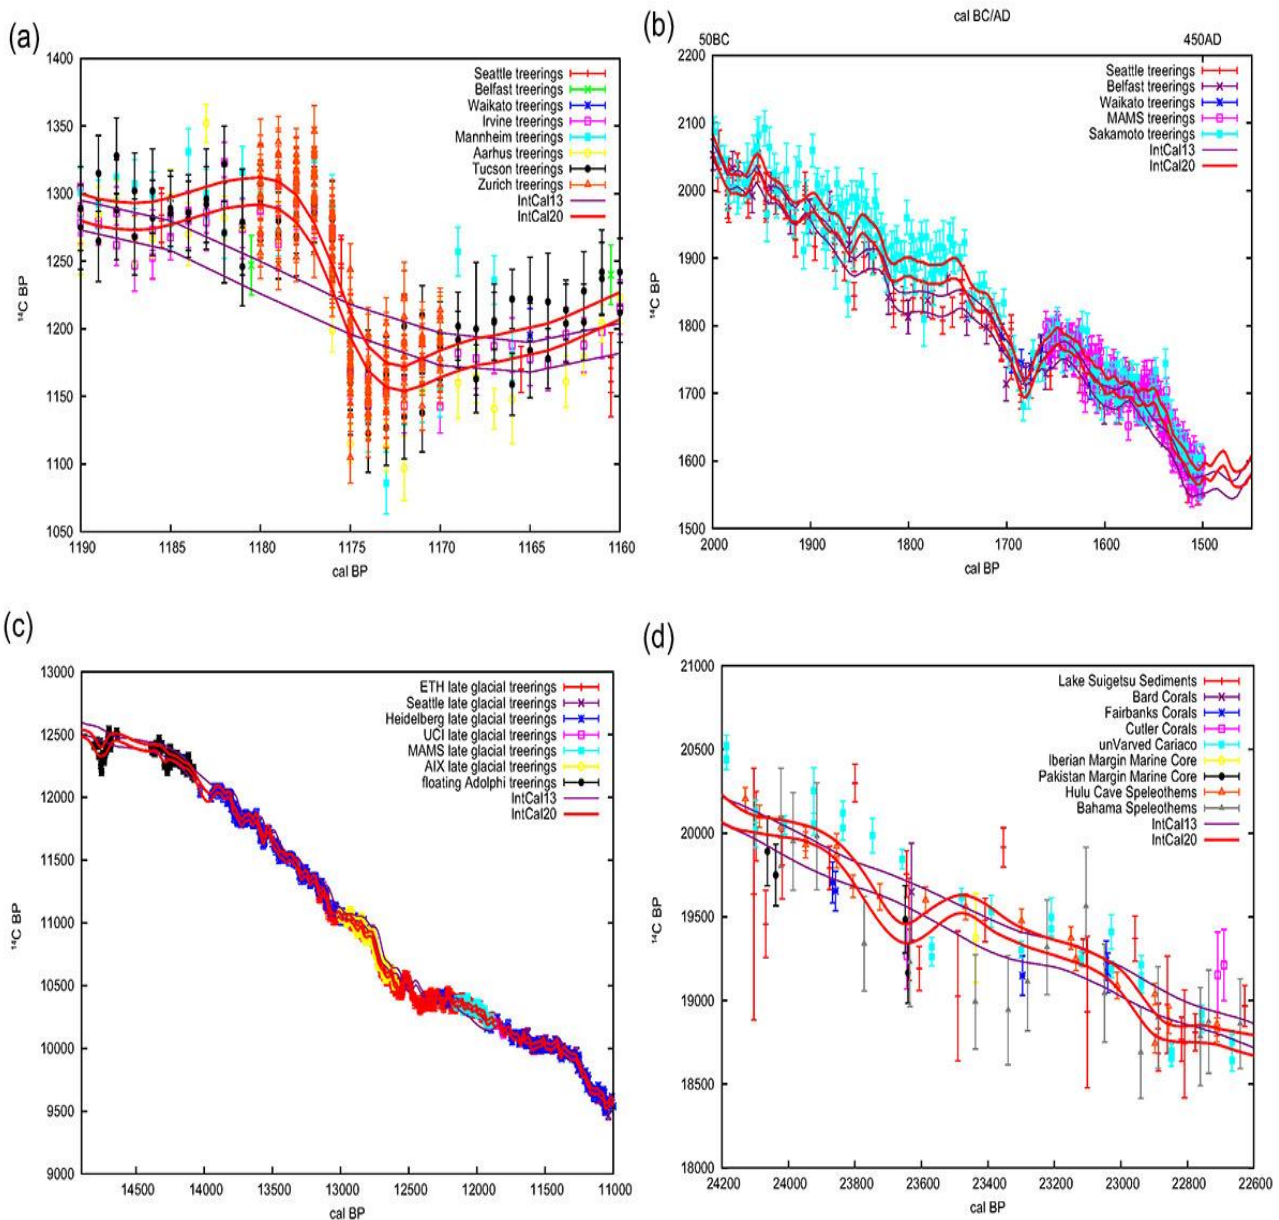 (a)
1400
1350
1300
1250
1200
1150
1100
1050
¹⁴C BP
Seattle treerings
Belfast treerings
Waikato treerings
Irvine treerings
Mannheim treerings
Aarhus treerings
Tucson treerings
Zurich treerings
IntCal13
IntCal20
1190 1185 1180 1175 1170 1165 1160
cal BP
(b)
cal BC/AD
50BC 450AD
2200
2100
2000
1900
1800
1700
1600
1500
¹⁴C BP
Seattle treerings
Belfast treerings
Waikato treerings
MAMS treerings
Sakamoto treerings
IntCal13
IntCal20
2000 1900 1800 1700 1600 1500
cal BP
(c)
13000
12500
12000
11500
11000
10500
10000
9500
9000
¹⁴C BP
ETH late glacial treerings
Seattle late glacial treerings
Heidelberg late glacial treerings
UCI late glacial treerings
MAMS late glacial treerings
AIX late glacial treerings
floating Adolphi treerings
IntCal13
IntCal20
14500 14000 13500 13000 12500 12000 11500 11000
cal BP
(d)
21000
20500
20000
19500
19000
18500
18000
¹⁴C BP
Lake Suigetsu Sediments
Bard Corals
Fairbanks Corals
Cutler Corals
unVarved Cariaco
Iberian Margin Marine Core
Pakistan Margin Marine Core
Hulu Cave Speleothems
Bahama Speleothems
IntCal13
IntCal20
24200 24000 23800 23600 23400 23200 23000 22800 22600
cal BP